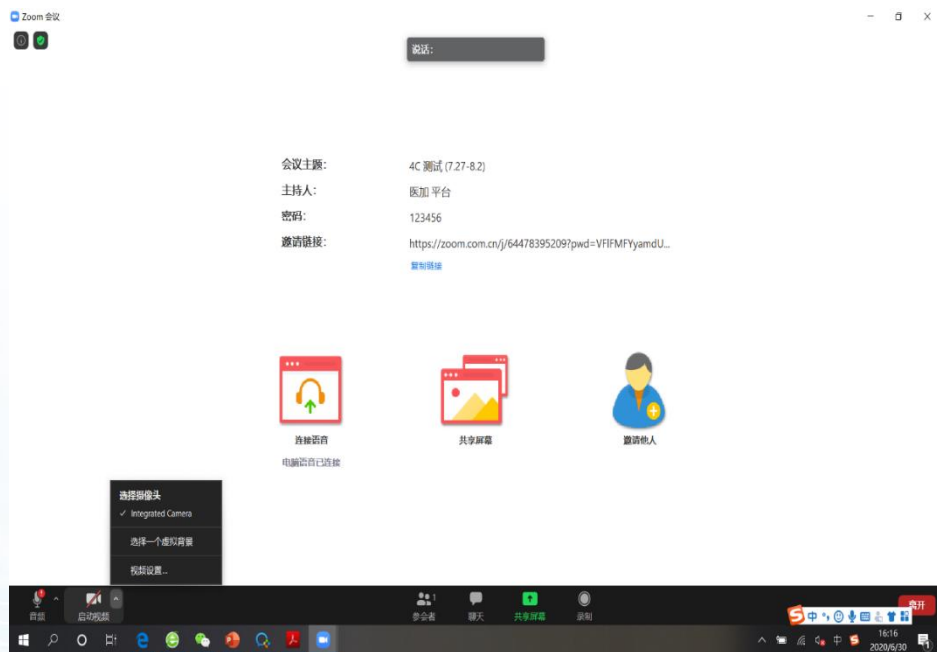 Zoom 会议
说话:
会议主题: 4C 测试 (7.27-8.2)
主持人: 医加 平台
密码: 123456
邀请链接: https://zoom.com.cn/j/64478395209?pwd=VFlFMFYyamdU...
复制链接
连接语音 共享屏幕 邀请他人
电脑语音已连接
选择摄像头
✓ Integrated Camera
选择一个虚拟背景
视频设置...
音频 启动视频 参会者 1 聊天 共享屏幕 录制 离开
中
中
16:16
2020/6/30